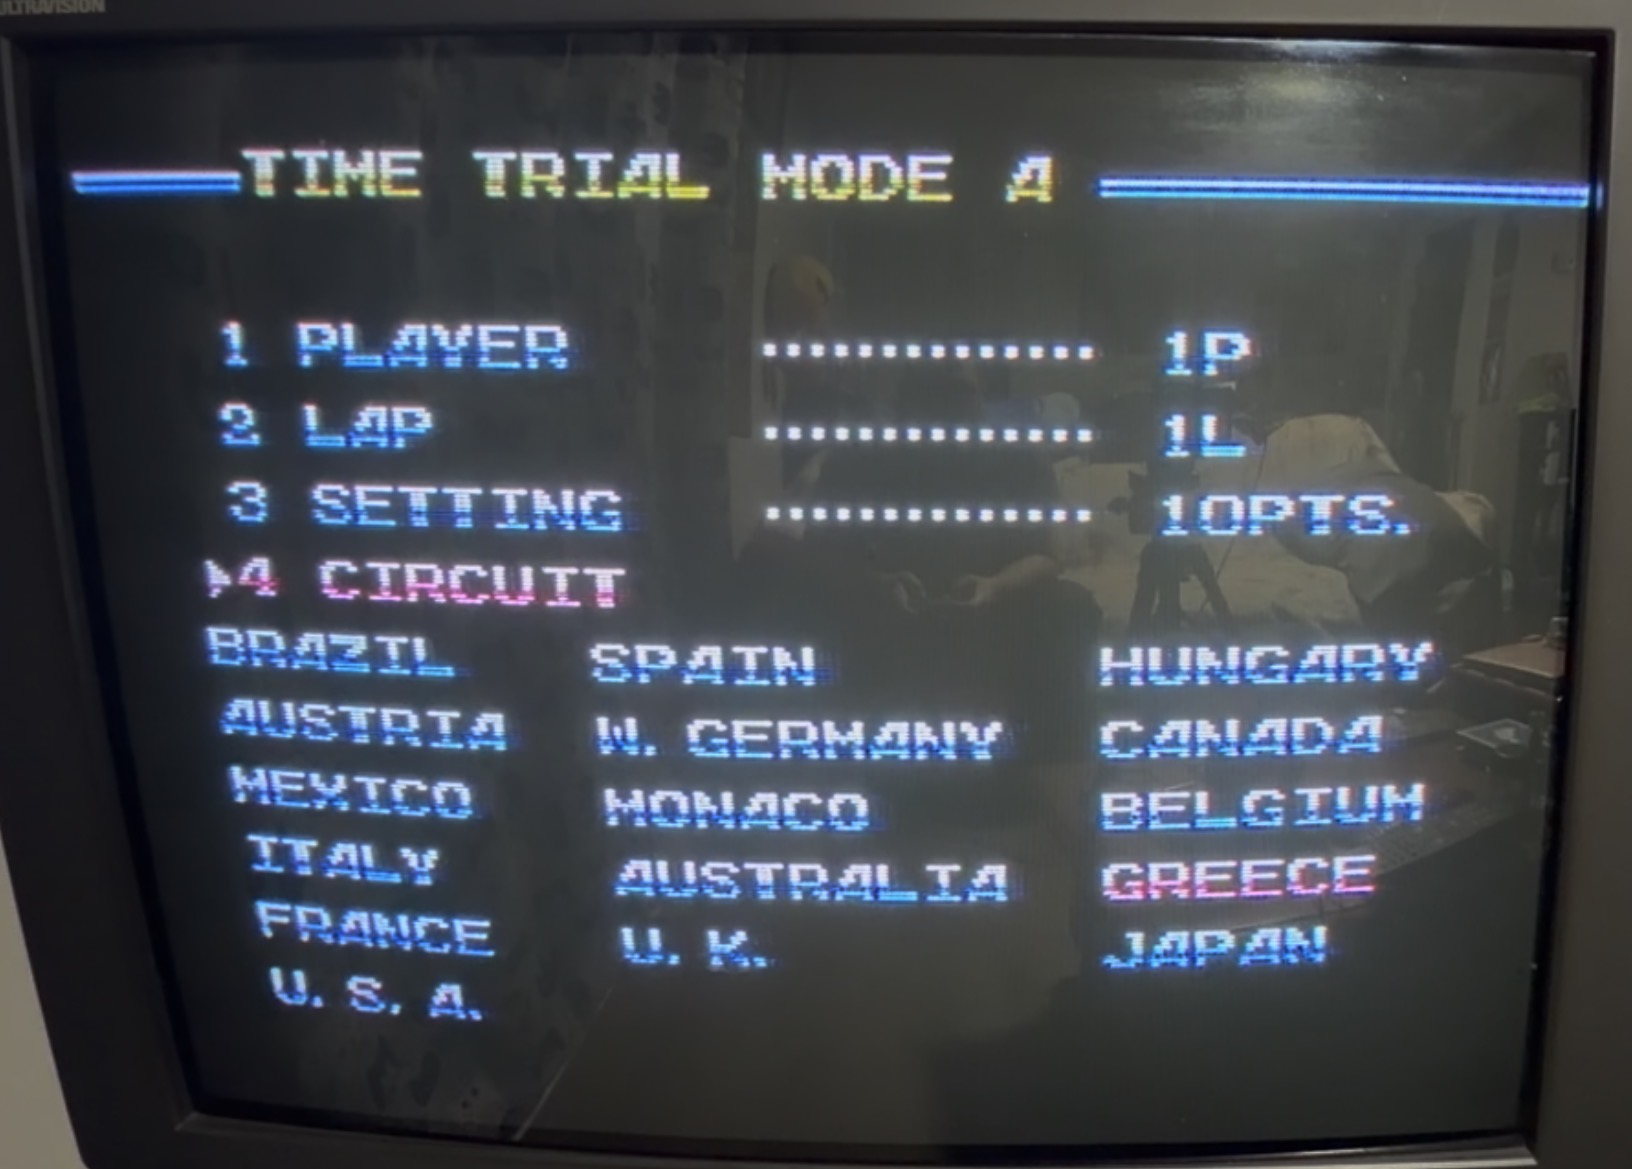 ULTRAVISION
TIME TRIAL MODE A
1 PLAYER .............. 1P
2 LAP .............. 1L
3 SETTING .............. 10PTS.
▶4 CIRCUIT
BRAZIL SPAIN HUNGARY
AUSTRIA W. GERMANY CANADA
MEXICO MONACO BELGIUM
ITALY AUSTRALIA GREECE
FRANCE U. K. JAPAN
U. S. A.